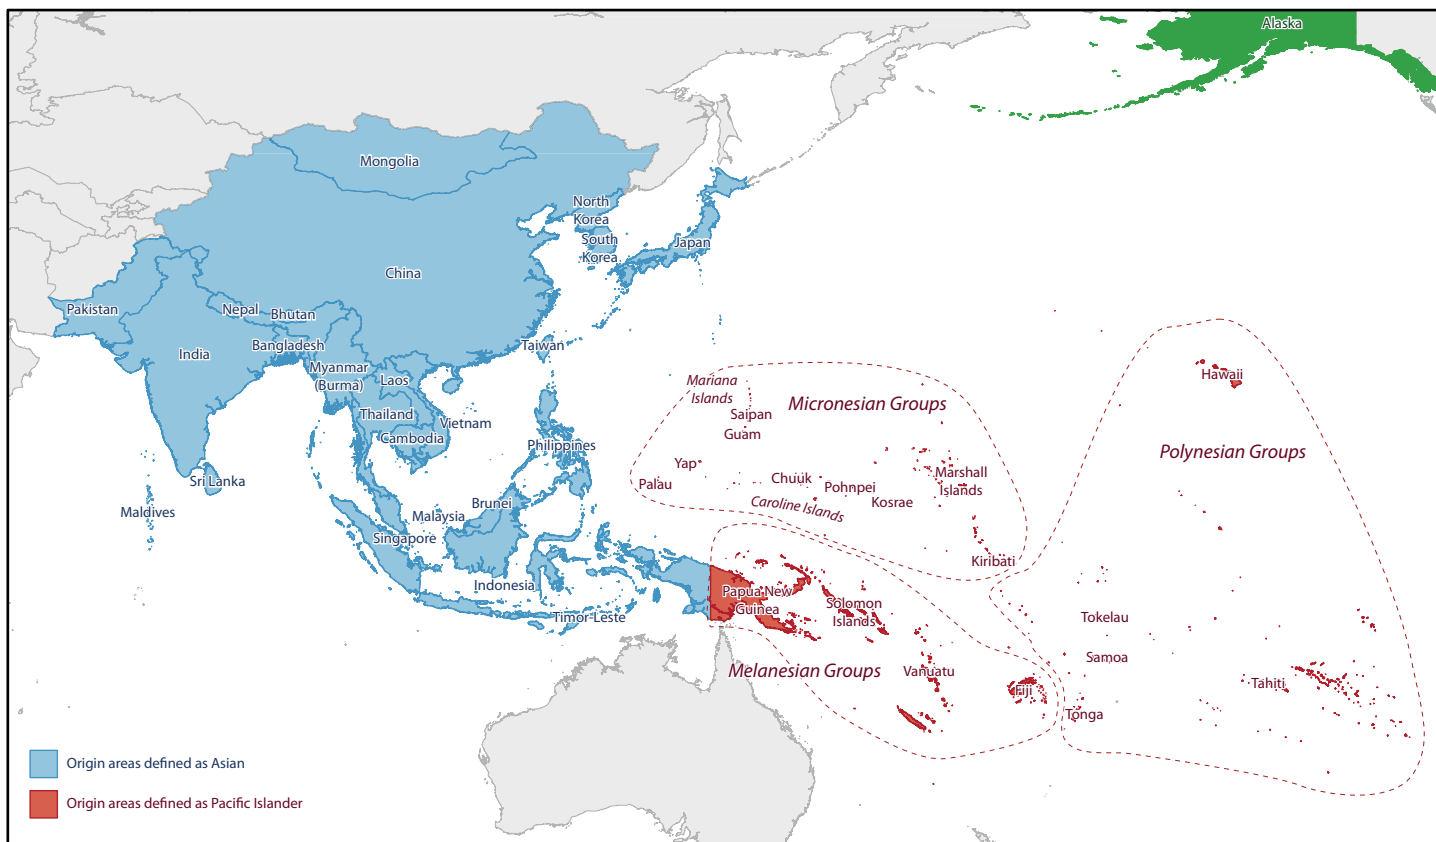 Alaska
Mongolia
North
Korea
South
Korea
Japan
China
Pakistan
Nepal
Bhutan
India
Bangladesh
Taiwan
Myanmar
(Burma)
Laos
Thailand
Vietnam
Cambodia
Philippines
Sri Lanka
Maldives
Brunei
Malaysia
Singapore
Indonesia
Timor-Leste
Mariana
Islands
Saipan
Guam
Micronesian Groups
Yap
Palau
Chuuk
Pohnpei
Kosrae
Caroline Islands
Marshall
Islands
Kiribati
Hawaii
Polynesian Groups
Papua New
Guinea
Solomon
Islands
Melanesian Groups
Vanuatu
Fiji
Tokelau
Samoa
Tonga
Tahiti
Origin areas defined as Asian
Origin areas defined as Pacific Islander